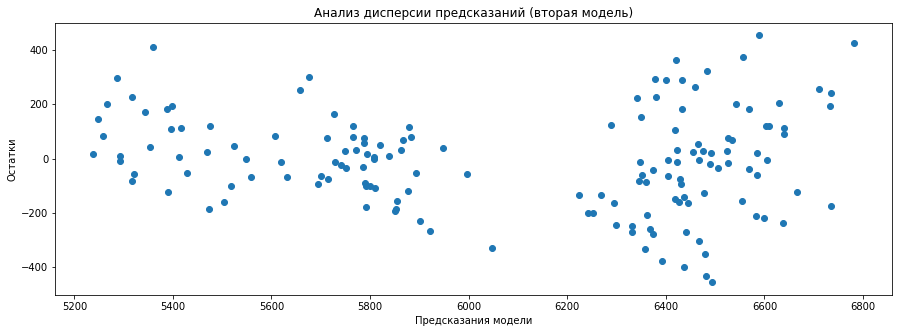 Анализ дисперсии предсказаний (вторая модель)
Остатки
400
200
0
−200
−400
5200 5400 5600 5800 6000 6200 6400 6600 6800
Предсказания модели